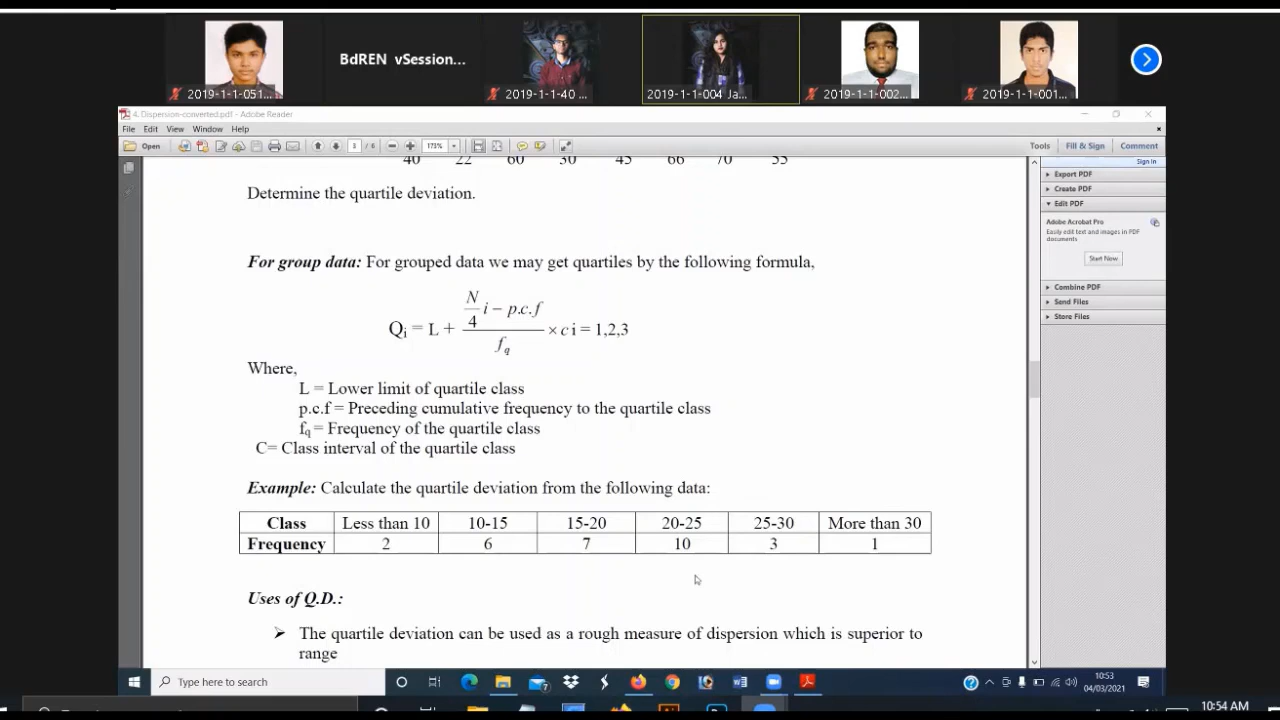 BdREN vSession...
2019-1-1-051...
2019-1-1-40 ...
2019-1-1-004 Ja...
2019-1-1-002...
2019-1-1-001...
4. Dispersion-converted.pdf - Adobe Reader
File Edit View Window Help
Open 3 / 6 173% Tools Fill & Sign Comment
Sign In
40 22 60 30 45 66 70 55
Determine the quartile deviation.
For group data: For grouped data we may get quartiles by the following formula,
Qi = L + (N/4 i – p.c.f)/fq × c i = 1,2,3
Where,
L = Lower limit of quartile class
p.c.f = Preceding cumulative frequency to the quartile class
fq = Frequency of the quartile class
C= Class interval of the quartile class
Example: Calculate the quartile deviation from the following data:
Class Less than 10 10-15 15-20 20-25 25-30 More than 30
Frequency 2 6 7 10 3 1
Uses of Q.D.:
➢ The quartile deviation can be used as a rough measure of dispersion which is superior to
range
Export PDF
Create PDF
Edit PDF
Adobe Acrobat Pro
Easily edit text and images in PDF
documents
Start Now
Combine PDF
Send Files
Store Files
Type here to search
10:53
04/03/2021
10:54 AM